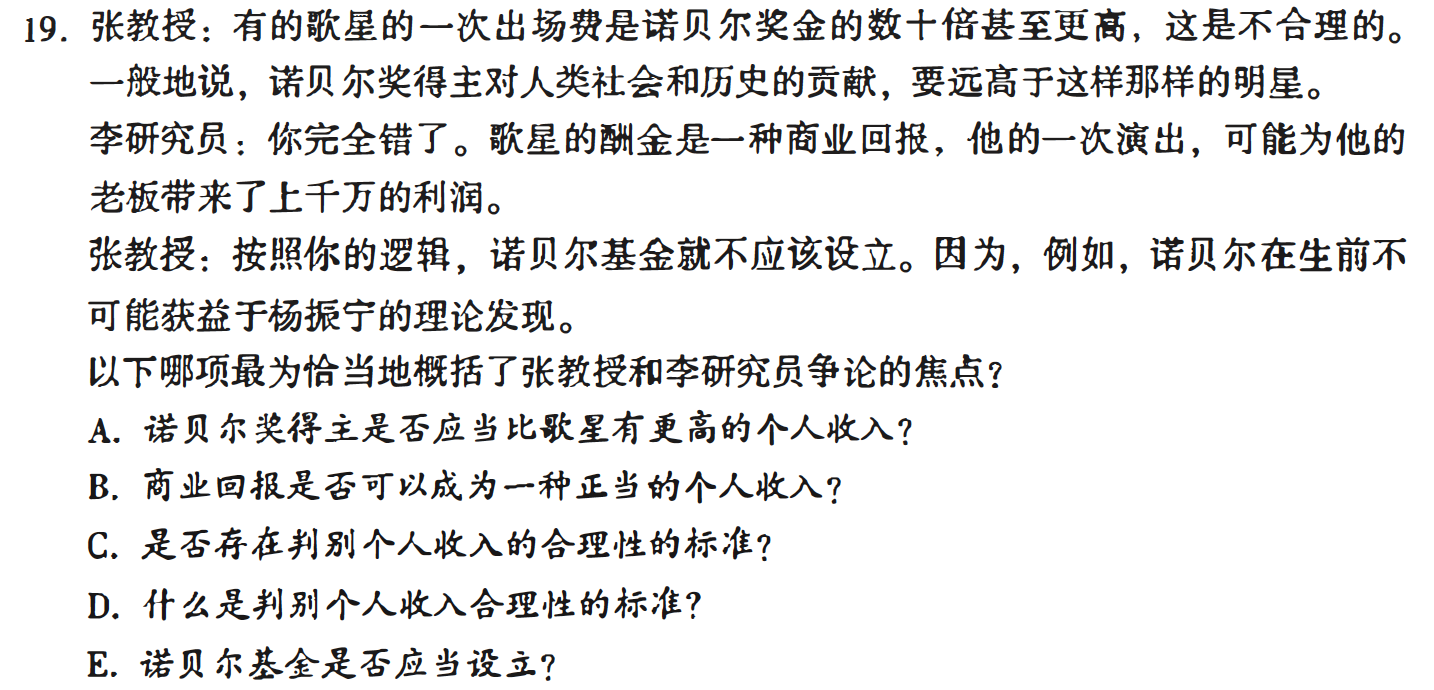 19. 张教授：有的歌星的一次出场费是诺贝尔奖金的数十倍甚至更高，这是不合理的。
一般地说，诺贝尔奖得主对人类社会和历史的贡献，要远高于这样那样的明星。
李研究员：你完全错了。歌星的酬金是一种商业回报，他的一次演出，可能为他的
老板带来了上千万的利润。
张教授：按照你的逻辑，诺贝尔基金就不应该设立。因为，例如，诺贝尔在生前不
可能获益于杨振宁的理论发现。
以下哪项最为恰当地概括了张教授和李研究员争论的焦点？
A. 诺贝尔奖得主是否应当比歌星有更高的个人收入？
B. 商业回报是否可以成为一种正当的个人收入？
C. 是否存在判别个人收入的合理性的标准？
D. 什么是判别个人收入合理性的标准？
E. 诺贝尔基金是否应当设立？